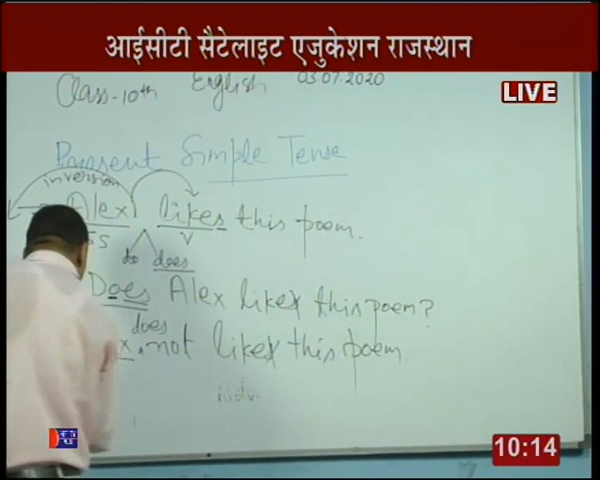 आईसीटी सैटेलाइट एजुकेशन राजस्थान
Class-10th English 03.07.2020
LIVE
Present Simple Tense
inversion
Alex likes this poem.
S V
do does
Does Alex likes this poem?
does
not likes this poem
10:14